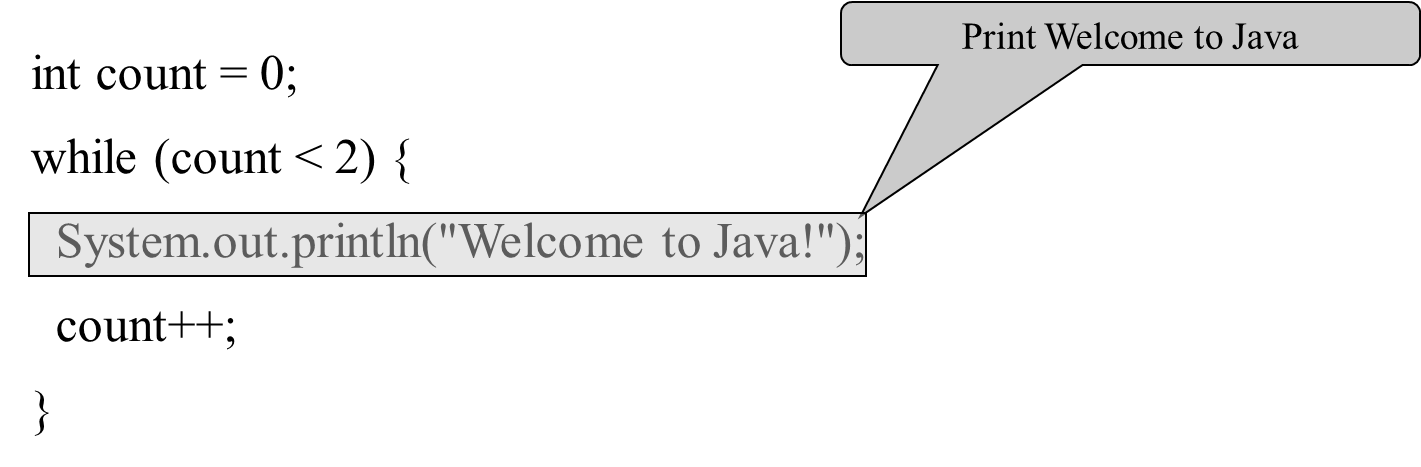 Print Welcome to Java
int count = 0;
while (count < 2) {
System.out.println("Welcome to Java!");
count++;
}